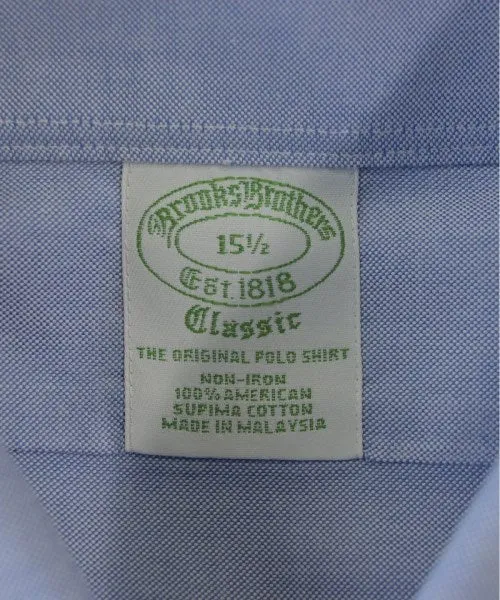 Brooks Brothers
15½
Est. 1818
Classic
THE ORIGINAL POLO SHIRT
NON-IRON
100% AMERICAN
SUPIMA COTTON
MADE IN MALAYSIA